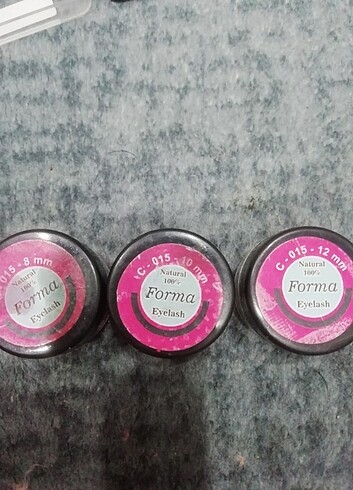 015 - 8 mm
Natural
100%
Forma
Eyelash
C - 015 - 10 mm
Natural
100%
Forma
Eyelash
C - 015 - 12 mm
Natural
100%
Forma
Eyelash